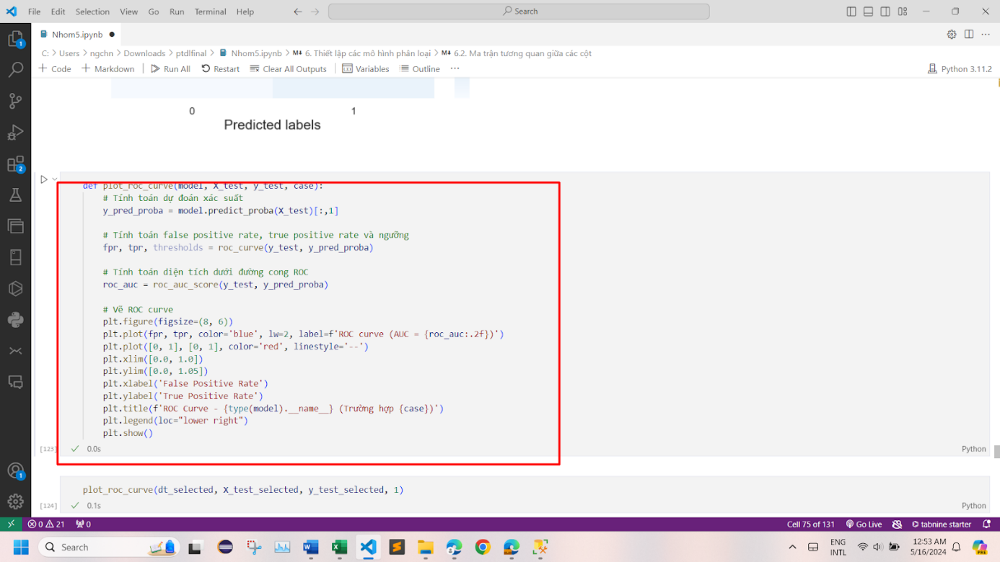 File Edit Selection View Go Run Terminal Help
Search
Nhom5.ipynb
C: > Users > ngchn > Downloads > ptdlfinal > Nhom5.ipynb > M↓ 6. Thiết lập các mô hình phân loại > M↓ 6.2. Ma trận tương quan giữa các cột
+ Code + Markdown | Run All Restart Clear All Outputs | Variables Outline ... Python 3.11.2
0 1
Predicted labels
def plot_roc_curve(model, X_test, y_test, case):
# Tính toán dự đoán xác suất
y_pred_proba = model.predict_proba(X_test)[:,1]
# Tính toán false positive rate, true positive rate và ngưỡng
fpr, tpr, thresholds = roc_curve(y_test, y_pred_proba)
# Tính toán diện tích dưới đường cong ROC
roc_auc = roc_auc_score(y_test, y_pred_proba)
# Vẽ ROC curve
plt.figure(figsize=(8, 6))
plt.plot(fpr, tpr, color='blue', lw=2, label=f'ROC curve (AUC = {roc_auc:.2f})')
plt.plot([0, 1], [0, 1], color='red', linestyle='--')
plt.xlim([0.0, 1.0])
plt.ylim([0.0, 1.05])
plt.xlabel('False Positive Rate')
plt.ylabel('True Positive Rate')
plt.title(f'ROC Curve - {type(model).__name__} (Trường hợp {case})')
plt.legend(loc="lower right")
plt.show()
[123] 0.0s Python
plot_roc_curve(dt_selected, X_test_selected, y_test_selected, 1)
[124] 0.1s Python
0 21 0 Cell 75 of 131 Go Live tabnine starter
Search
ENG
INTL
12:53 AM
5/16/2024